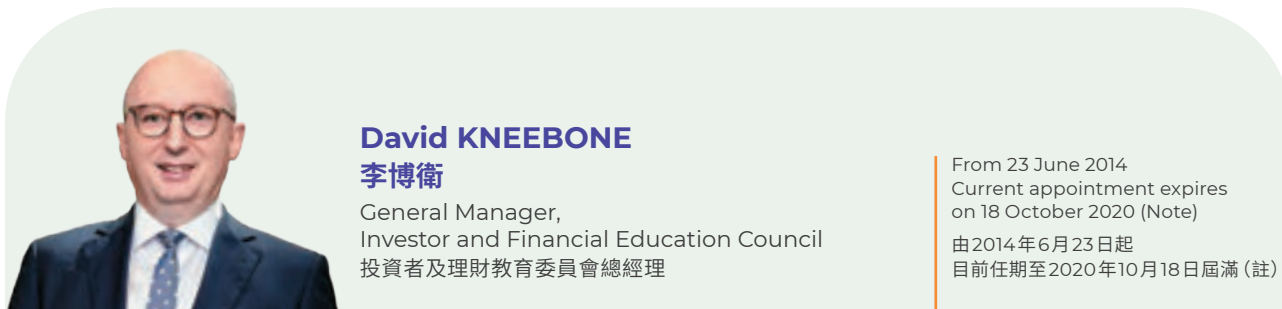 David KNEEBONE
李博衛
General Manager,
Investor and Financial Education Council
投資者及理財教育委員會總經理
From 23 June 2014
Current appointment expires
on 18 October 2020 (Note)
由2014年6月23日起
目前任期至2020年10月18日屆滿（註）